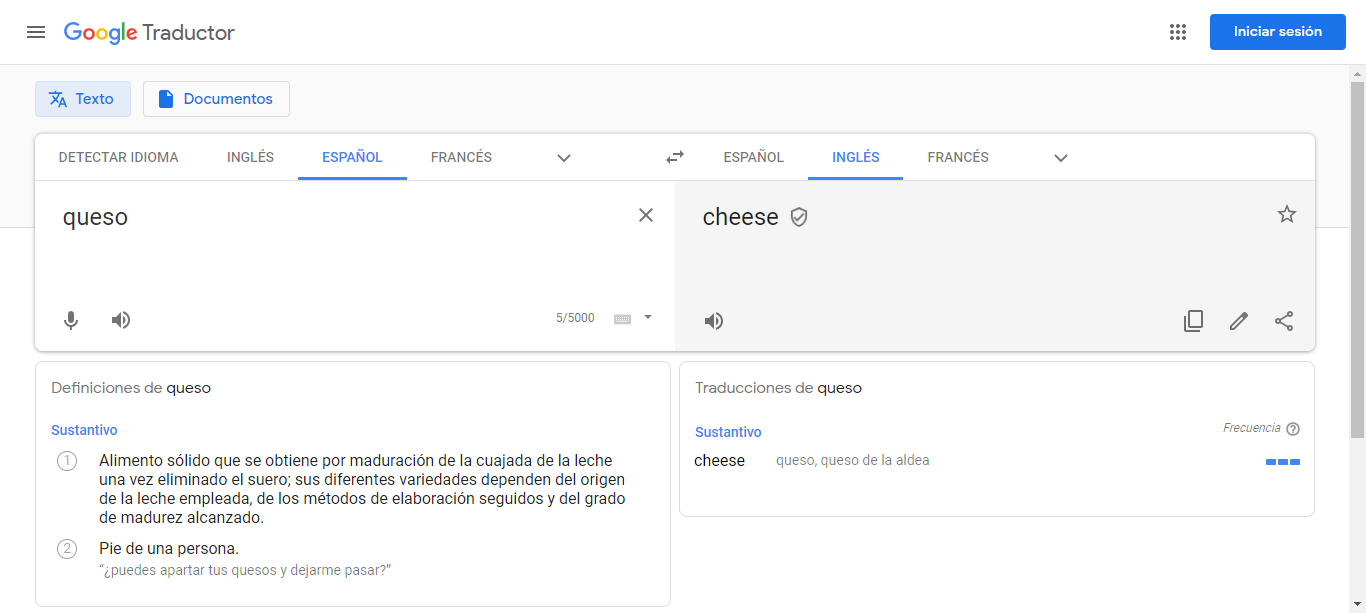 Google Traductor
Iniciar sesión
Texto
Documentos
DETECTAR IDIOMA INGLÉS ESPAÑOL FRANCÉS
ESPAÑOL INGLÉS FRANCÉS
queso
cheese
5/5000
Definiciones de queso
Sustantivo
1 Alimento sólido que se obtiene por maduración de la cuajada de la leche
una vez eliminado el suero; sus diferentes variedades dependen del origen
de la leche empleada, de los métodos de elaboración seguidos y del grado
de madurez alcanzado.
2 Pie de una persona.
“¿puedes apartar tus quesos y dejarme pasar?”
Traducciones de queso
Sustantivo
Frecuencia
cheese queso, queso de la aldea